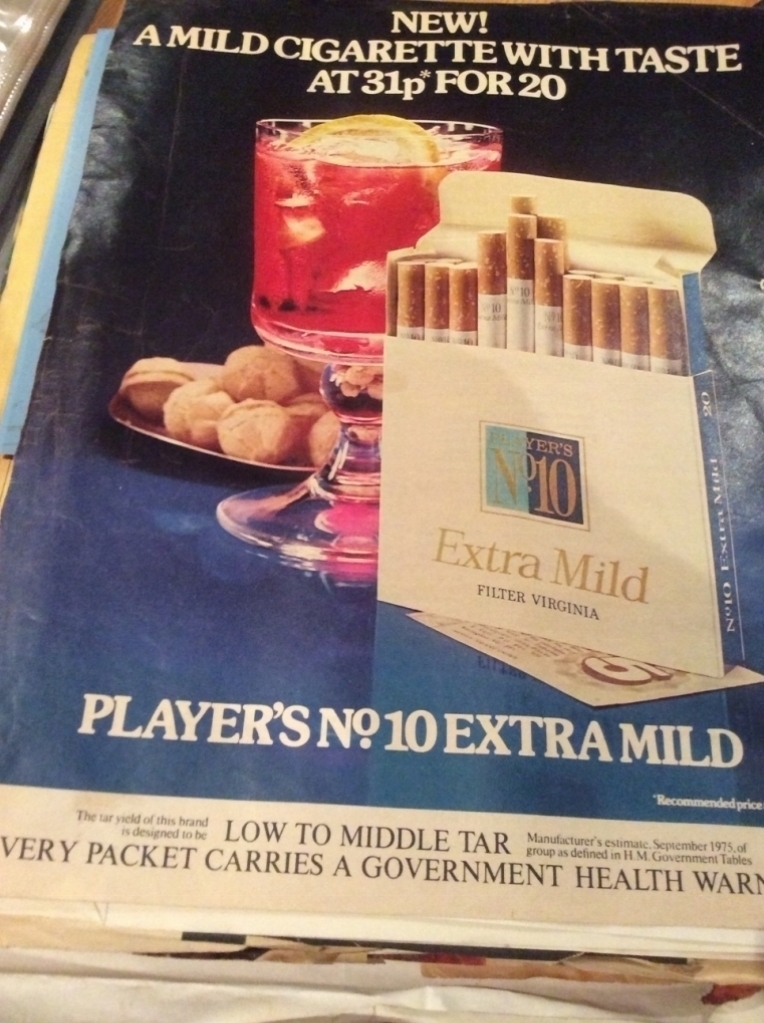 NEW!
A MILD CIGARETTE WITH TASTE
AT 31p* FOR 20
Nº10
Nº10
PLAYER'S
Nº10
Extra Mild
FILTER VIRGINIA
20
Nº10 Extra Mild
PLAYER'S Nº10 EXTRA MILD
*Recommended price
The tar yield of this brand
is designed to be
LOW TO MIDDLE TAR
Manufacturer's estimate, September 1975, of
group as defined in H.M. Government Tables
VERY PACKET CARRIES A GOVERNMENT HEALTH WARN